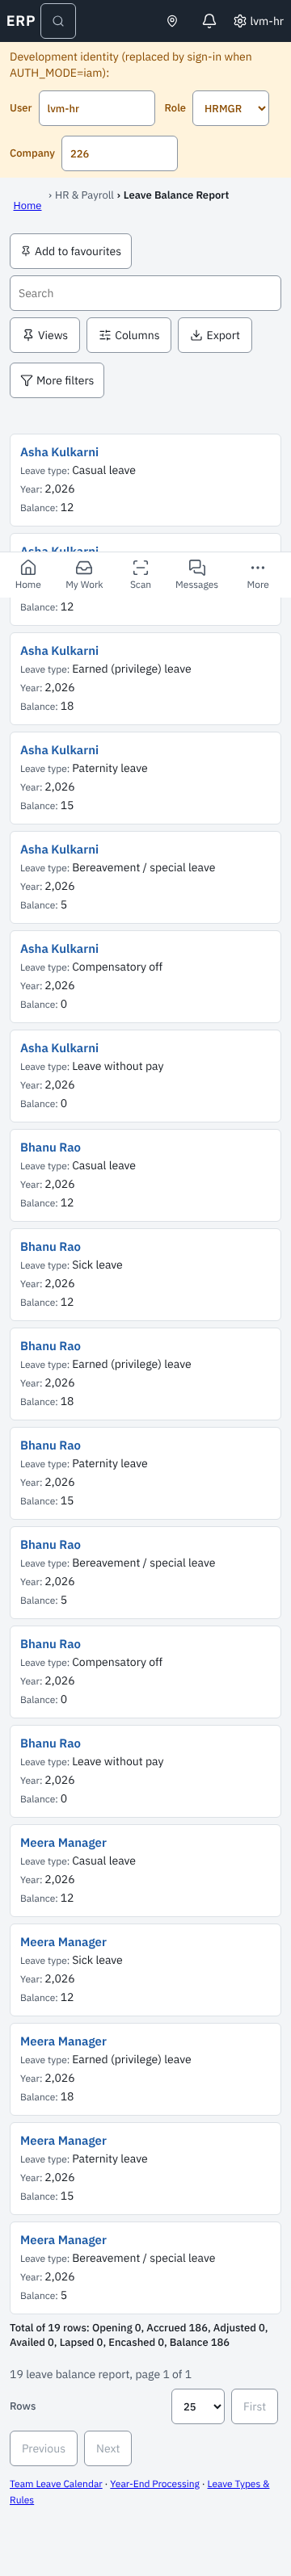 ERP
lvm-hr
Development identity (replaced by sign-in when
AUTH_MODE=iam):
User lvm-hr Role HRMGR
Company 226
Home › HR & Payroll › Leave Balance Report
Add to favourites
Search
Views Columns Export
More filters
Asha Kulkarni
Leave type: Casual leave
Year: 2,026
Balance: 12
Home My Work Scan Messages More
Balance: 12
Asha Kulkarni
Leave type: Earned (privilege) leave
Year: 2,026
Balance: 18
Asha Kulkarni
Leave type: Paternity leave
Year: 2,026
Balance: 15
Asha Kulkarni
Leave type: Bereavement / special leave
Year: 2,026
Balance: 5
Asha Kulkarni
Leave type: Compensatory off
Year: 2,026
Balance: 0
Asha Kulkarni
Leave type: Leave without pay
Year: 2,026
Balance: 0
Bhanu Rao
Leave type: Casual leave
Year: 2,026
Balance: 12
Bhanu Rao
Leave type: Sick leave
Year: 2,026
Balance: 12
Bhanu Rao
Leave type: Earned (privilege) leave
Year: 2,026
Balance: 18
Bhanu Rao
Leave type: Paternity leave
Year: 2,026
Balance: 15
Bhanu Rao
Leave type: Bereavement / special leave
Year: 2,026
Balance: 5
Bhanu Rao
Leave type: Compensatory off
Year: 2,026
Balance: 0
Bhanu Rao
Leave type: Leave without pay
Year: 2,026
Balance: 0
Meera Manager
Leave type: Casual leave
Year: 2,026
Balance: 12
Meera Manager
Leave type: Sick leave
Year: 2,026
Balance: 12
Meera Manager
Leave type: Earned (privilege) leave
Year: 2,026
Balance: 18
Meera Manager
Leave type: Paternity leave
Year: 2,026
Balance: 15
Meera Manager
Leave type: Bereavement / special leave
Year: 2,026
Balance: 5
Total of 19 rows: Opening 0, Accrued 186, Adjusted 0,
Availed 0, Lapsed 0, Encashed 0, Balance 186
19 leave balance report, page 1 of 1
Rows 25 First
Previous Next
Team Leave Calendar · Year-End Processing · Leave Types &
Rules